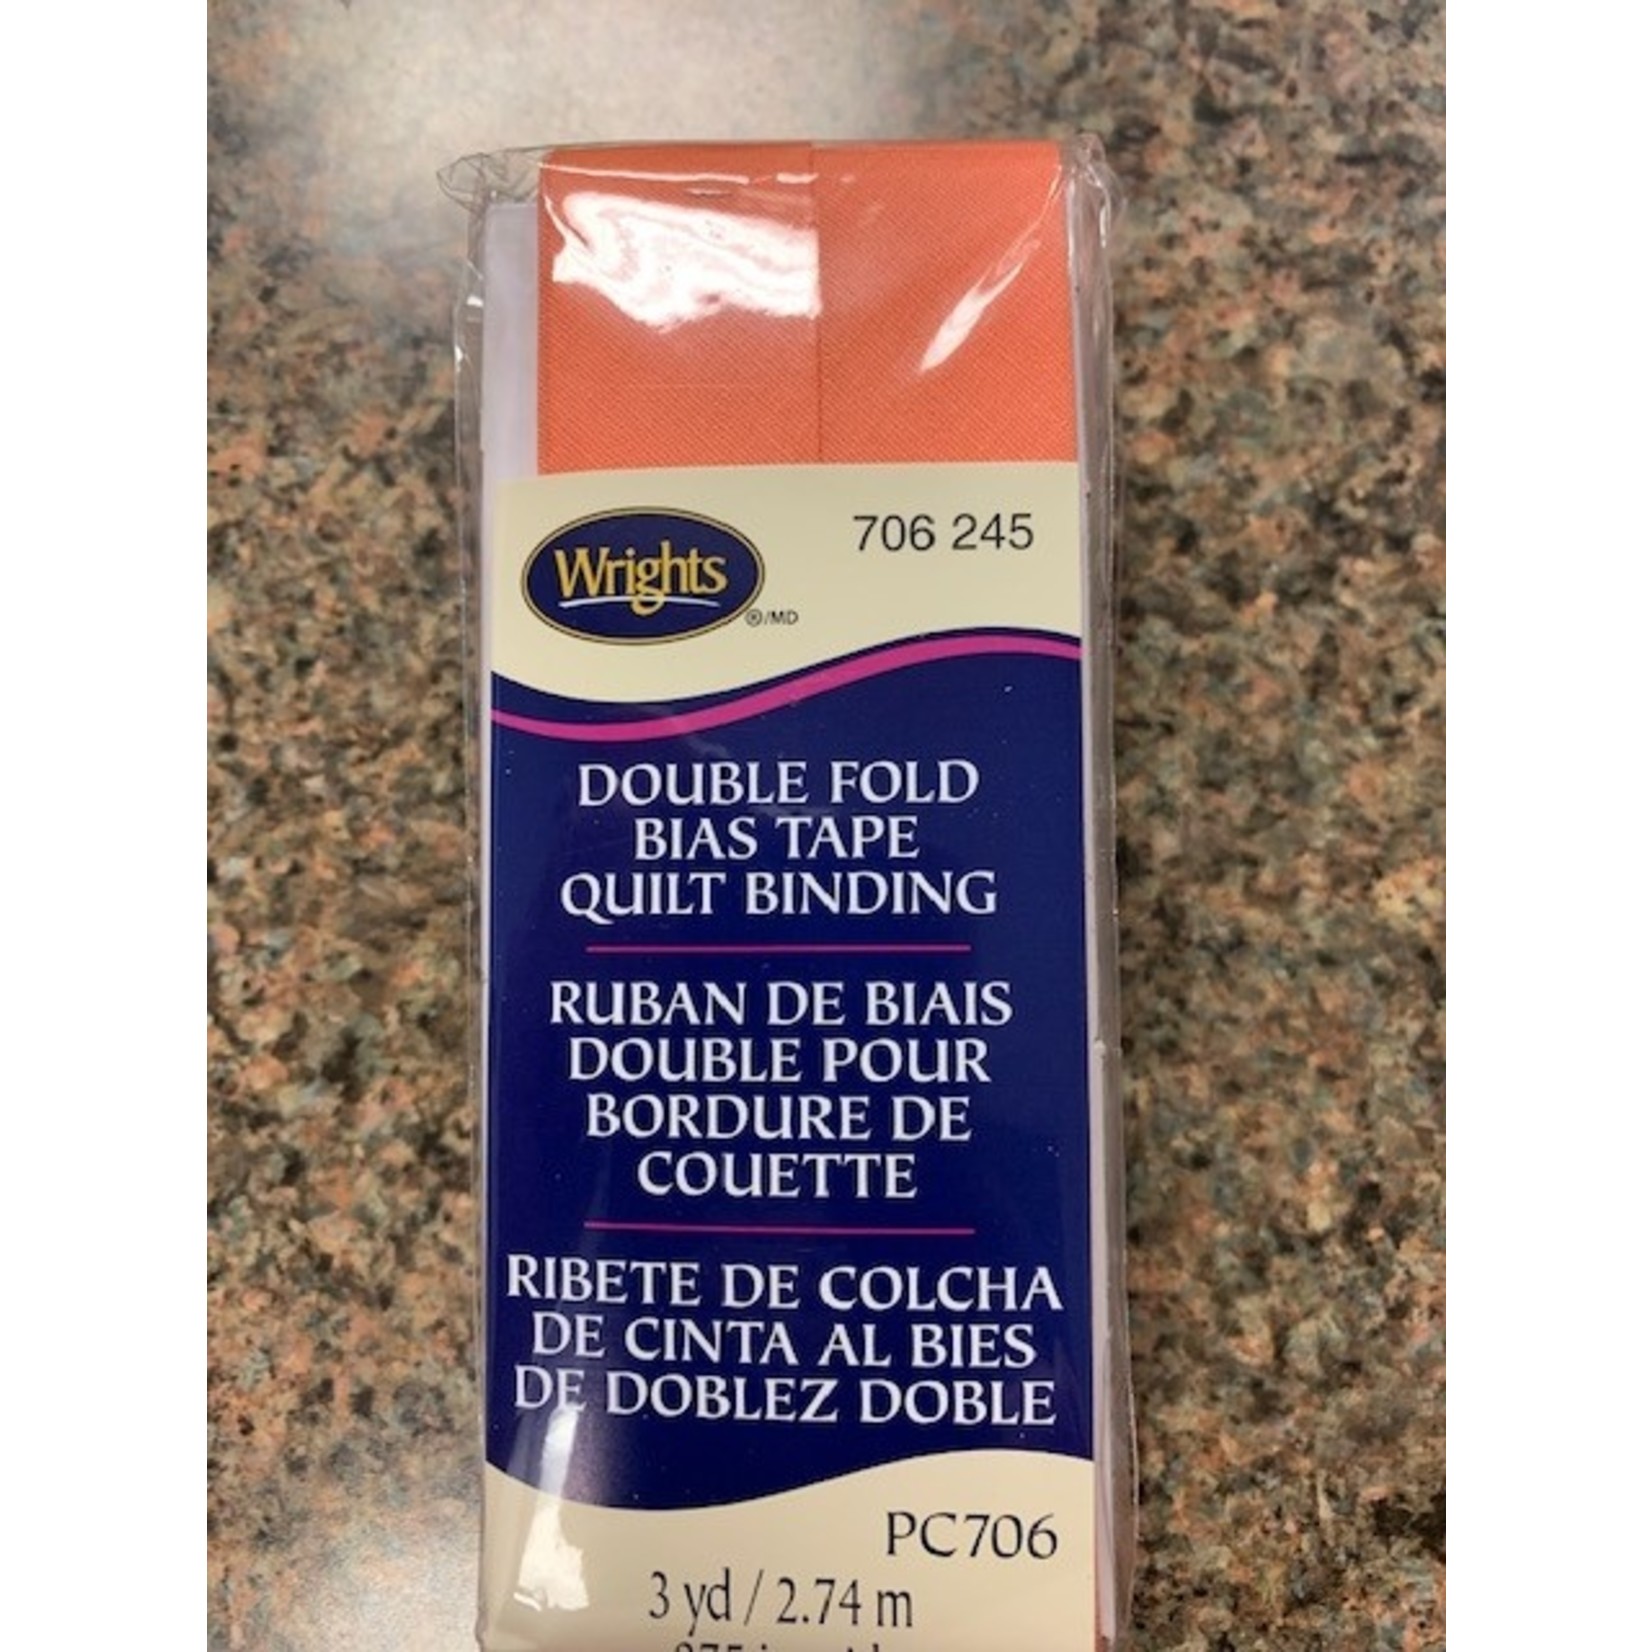 Wrights
®/MD
706 245
DOUBLE FOLD
BIAS TAPE
QUILT BINDING
RUBAN DE BIAIS
DOUBLE POUR
BORDURE DE
COUETTE
RIBETE DE COLCHA
DE CINTA AL BIES
DE DOBLEZ DOBLE
PC706
3 yd / 2.74 m